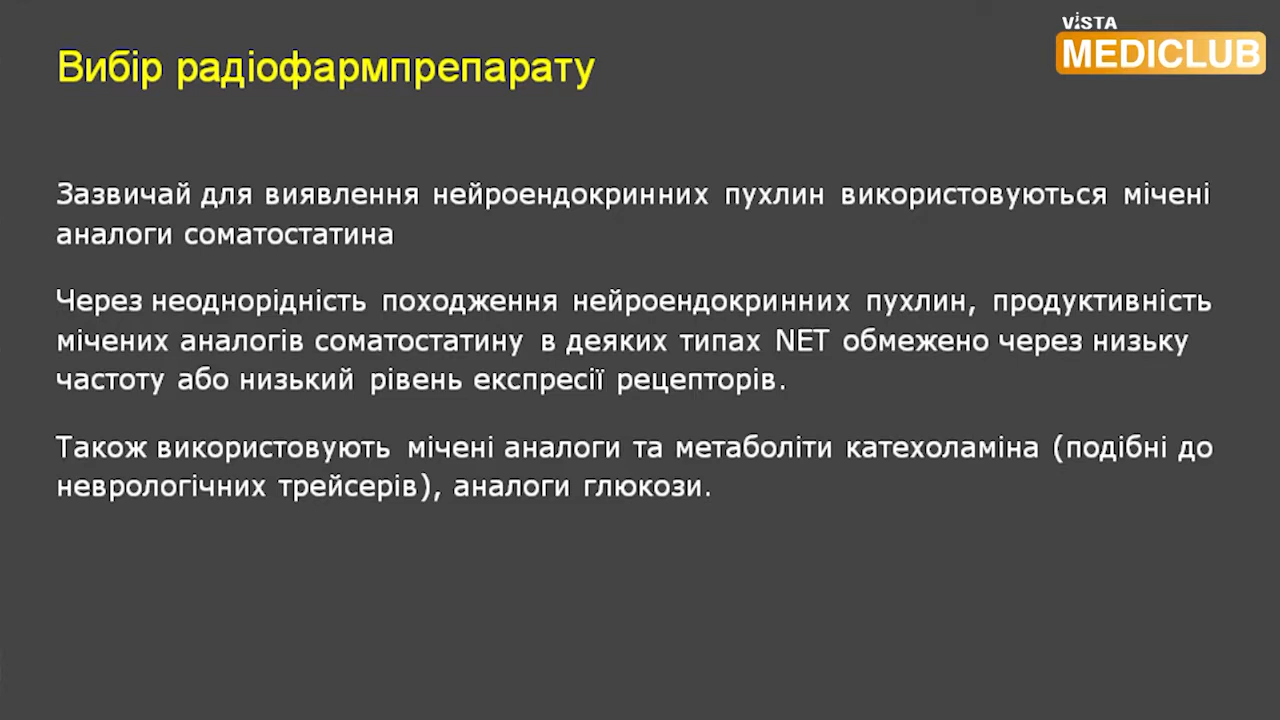 VİSTA
MEDICLUB
Вибір радіофармпрепарату
Зазвичай для виявлення нейроендокринних пухлин використовуються мічені
аналоги соматостатина
Через неоднорідність походження нейроендокринних пухлин, продуктивність
мічених аналогів соматостатину в деяких типах NET обмежено через низьку
частоту або низький рівень експресії рецепторів.
Також використовують мічені аналоги та метаболіти катехоламіна (подібні до
неврологічних трейсерів), аналоги глюкози.